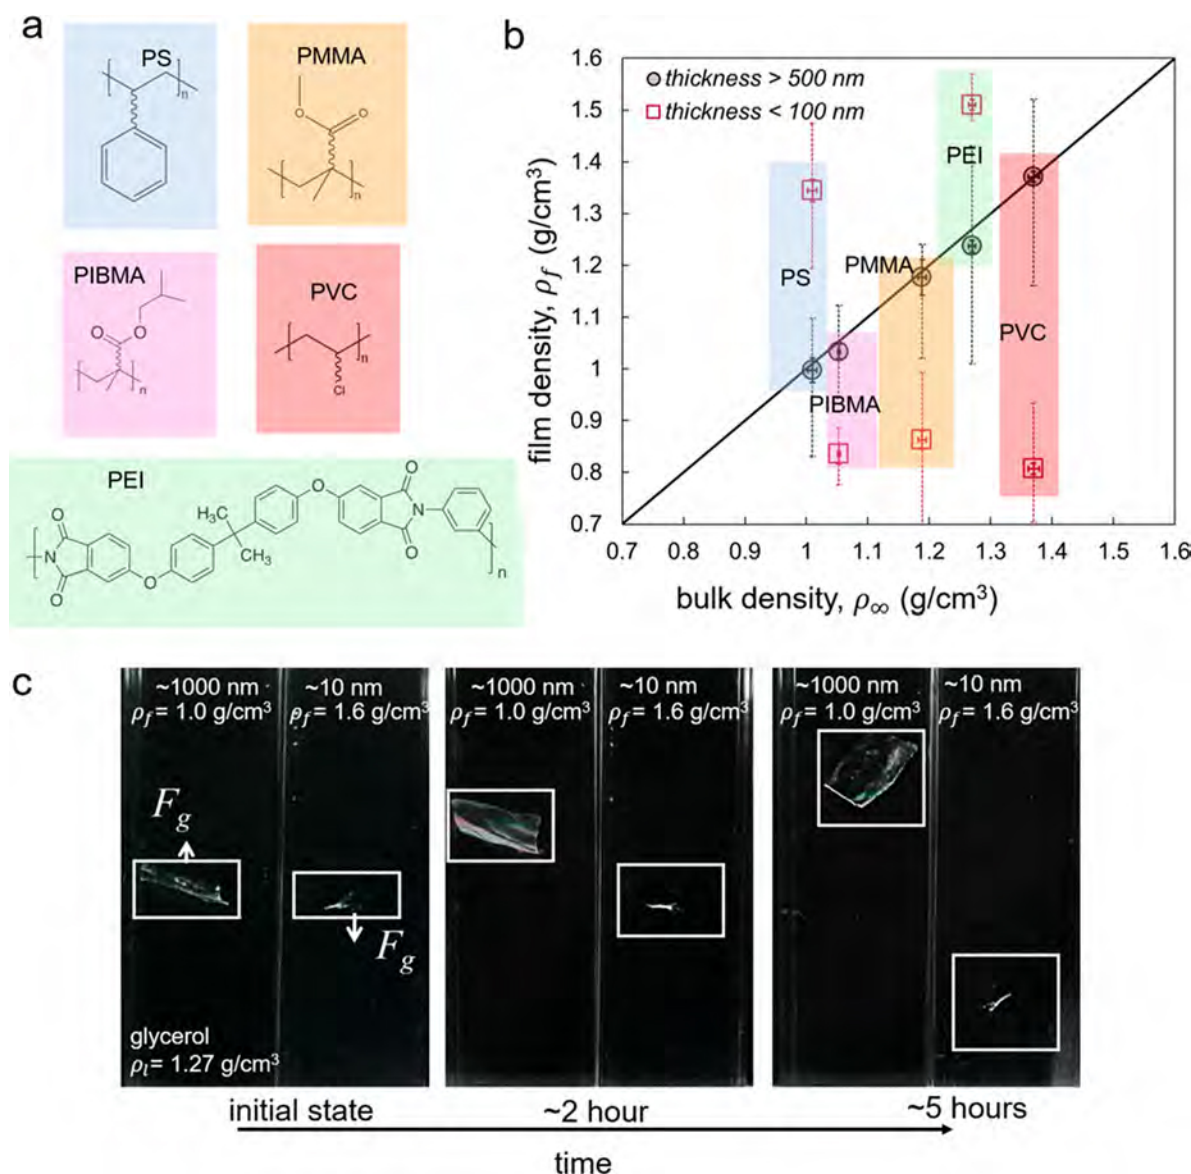 a
PS
n
PMMA
O
O
n
PIBMA
O
O
n
PVC
n
Cl
PEI
O
O
N
O
O
H₃C
CH₃
O
O
N
O
n
b
thickness > 500 nm
thickness < 100 nm
film density, ρf (g/cm³)
1.6
1.5
1.4
1.3
1.2
1.1
1
0.9
0.8
0.7
PS
PIBMA
PMMA
PEI
PVC
0.7 0.8 0.9 1 1.1 1.2 1.3 1.4 1.5 1.6
bulk density, ρ∞ (g/cm³)
c
~1000 nm
ρf = 1.0 g/cm³
~10 nm
ρf = 1.6 g/cm³
Fg
Fg
glycerol
ρl = 1.27 g/cm³
~1000 nm
ρf = 1.0 g/cm³
~10 nm
ρf = 1.6 g/cm³
~1000 nm
ρf = 1.0 g/cm³
~10 nm
ρf = 1.6 g/cm³
initial state
~2 hour
~5 hours
time